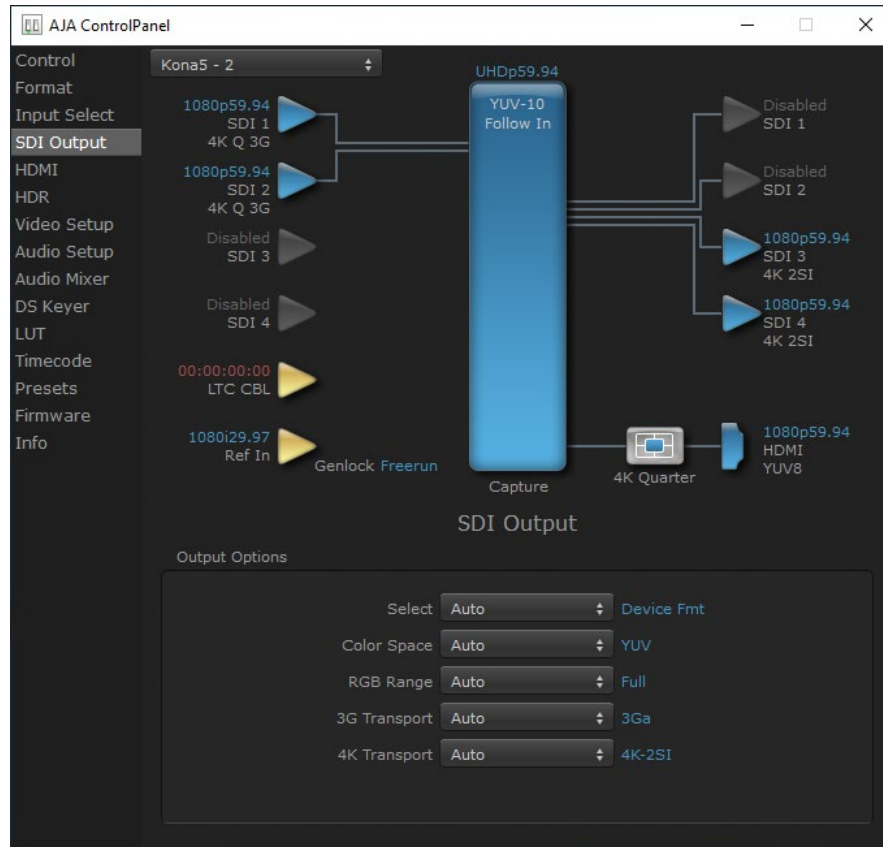 AJA ControlPanel
Control
Format
Input Select
SDI Output
HDMI
HDR
Video Setup
Audio Setup
Audio Mixer
DS Keyer
LUT
Timecode
Presets
Firmware
Info
Kona5 - 2
1080p59.94
SDI 1
4K Q 3G
1080p59.94
SDI 2
4K Q 3G
Disabled
SDI 3
Disabled
SDI 4
00:00:00:00
LTC CBL
1080i29.97
Ref In
Genlock Freerun
UHDp59.94
YUV-10
Follow In
Capture
Disabled
SDI 1
Disabled
SDI 2
1080p59.94
SDI 3
4K 2SI
1080p59.94
SDI 4
4K 2SI
4K Quarter
1080p59.94
HDMI
YUV8
SDI Output
Output Options
Select Auto Device Fmt
Color Space Auto YUV
RGB Range Auto Full
3G Transport Auto 3Ga
4K Transport Auto 4K-2SI